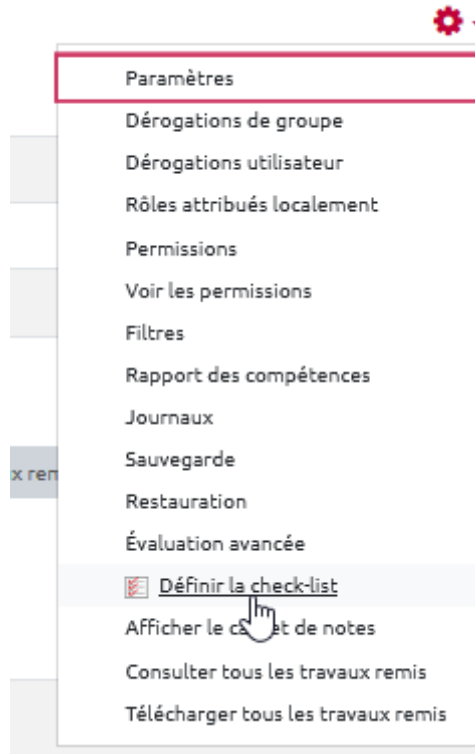 Paramètres
Dérogations de groupe
Dérogations utilisateur
Rôles attribués localement
Permissions
Voir les permissions
Filtres
Rapport des compétences
Journaux
Sauvegarde
x rem
Restauration
Évaluation avancée
Définir la check-list
Afficher le et de notes
Consulter tous les travaux remis
Télécharger tous les travaux remis